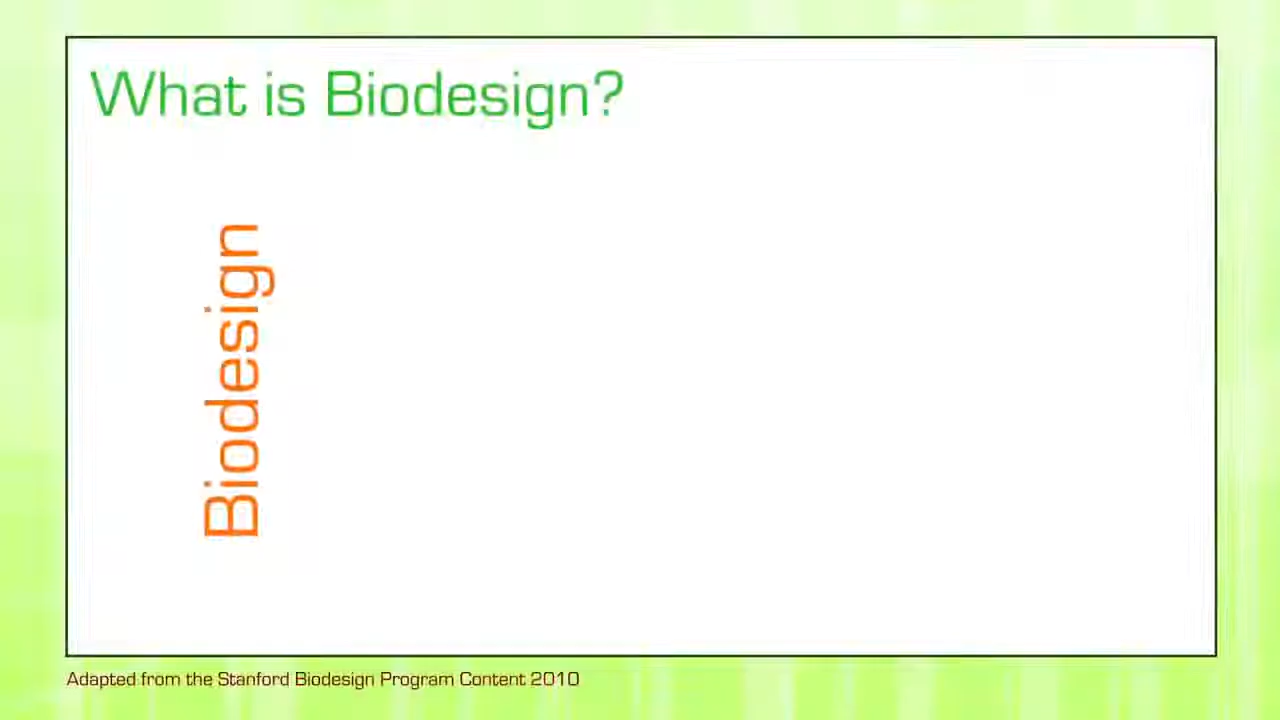 What is Biodesign?
Biodesign
Adapted from the Stanford Biodesign Program Content 2010